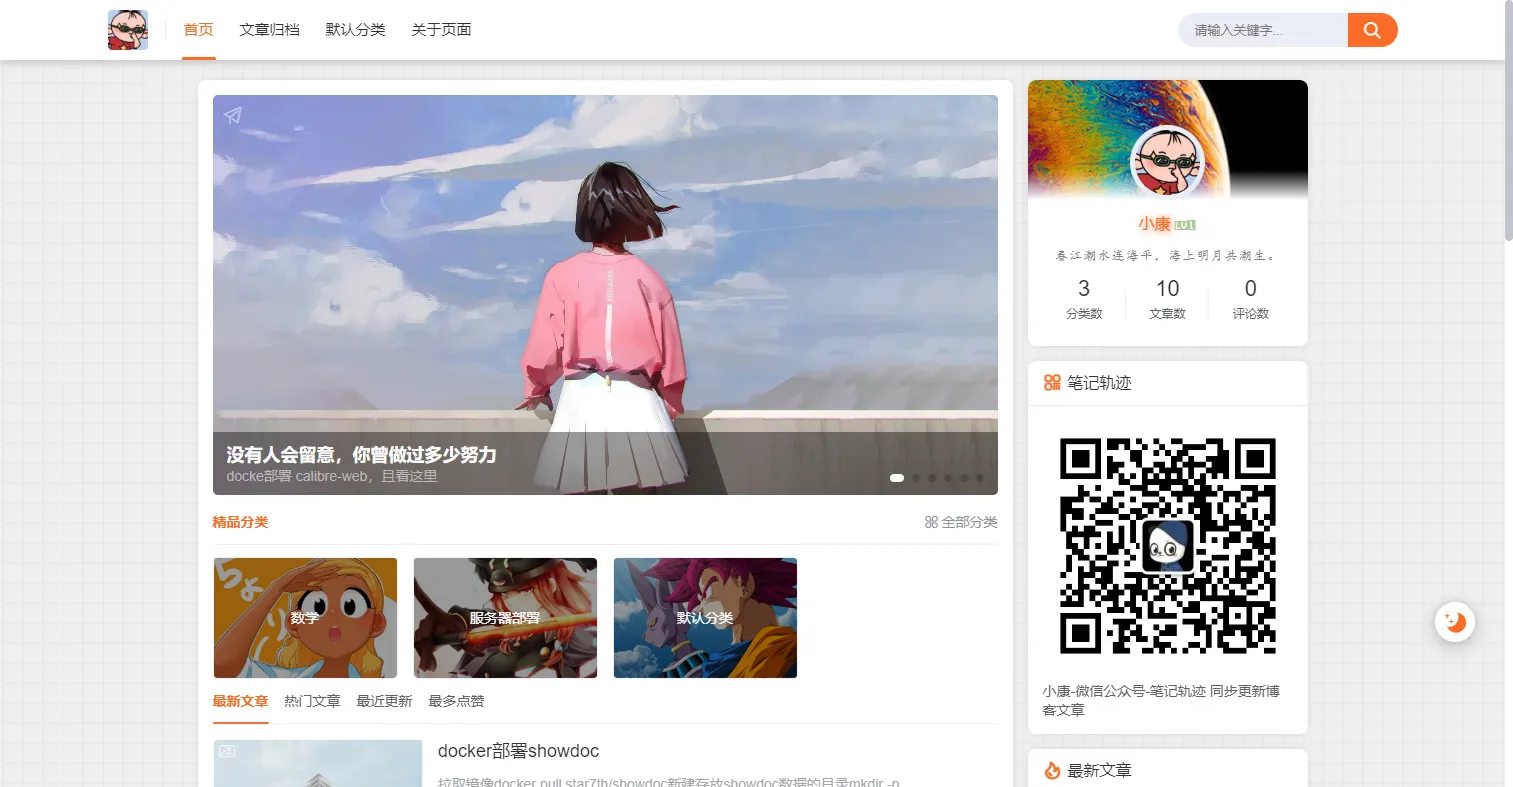 首页 文章归档 默认分类 关于页面
请输入关键字...
没有人会留意，你曾做过多少努力
docke部署 calibre-web，且看这里
精品分类
全部分类
数学
服务器部署
默认分类
最新文章 热门文章 最近更新 最多点赞
docker部署showdoc
拉取镜像docker pull star7th/showdoc新建存放showdoc数据的目录mkdir -p
小康 LV1
春江潮水连海平，海上明月共潮生。
3 10 0
分类数 文章数 评论数
笔记轨迹
小康-微信公众号-笔记轨迹 同步更新博
客文章
最新文章